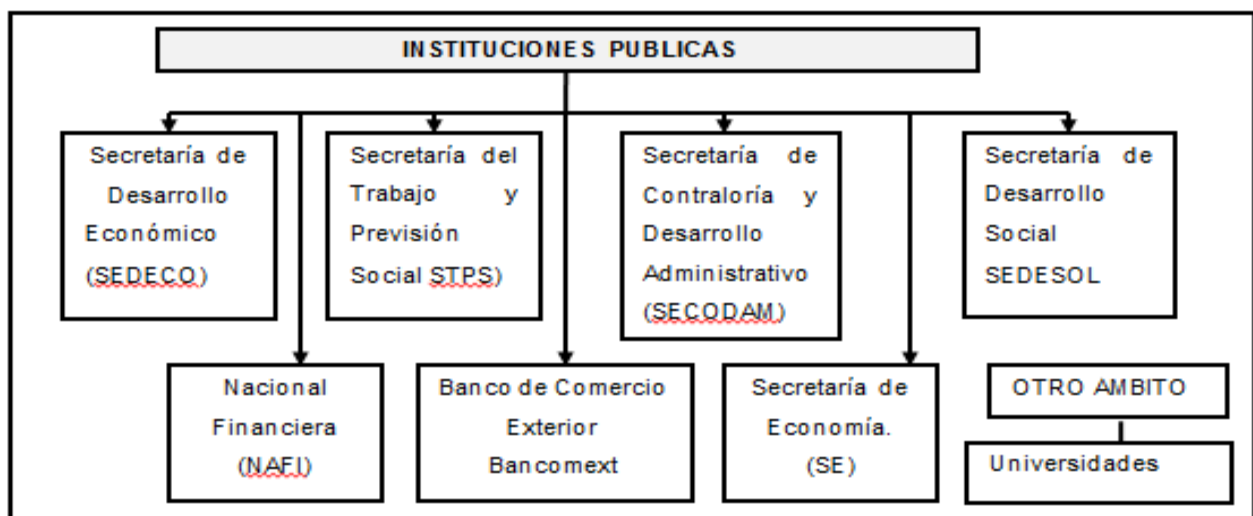 INSTITUCIONES PUBLICAS
Secretaría de
Desarrollo
Económico
(SEDECO)
Secretaría del
Trabajo y
Previsión
Social STPS)
Secretaría de
Contraloría y
Desarrollo
Administrativo
(SECODAM)
Secretaría de
Desarrollo
Social
SEDESOL
Nacional
Financiera
(NAFI)
Banco de Comercio
Exterior
Bancomext
Secretaría de
Economía.
(SE)
OTRO AMBITO
Universidades